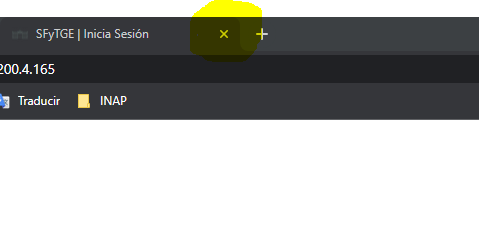 SFyTGE | Inicia Sesión
200.4.165
Traducir INAP